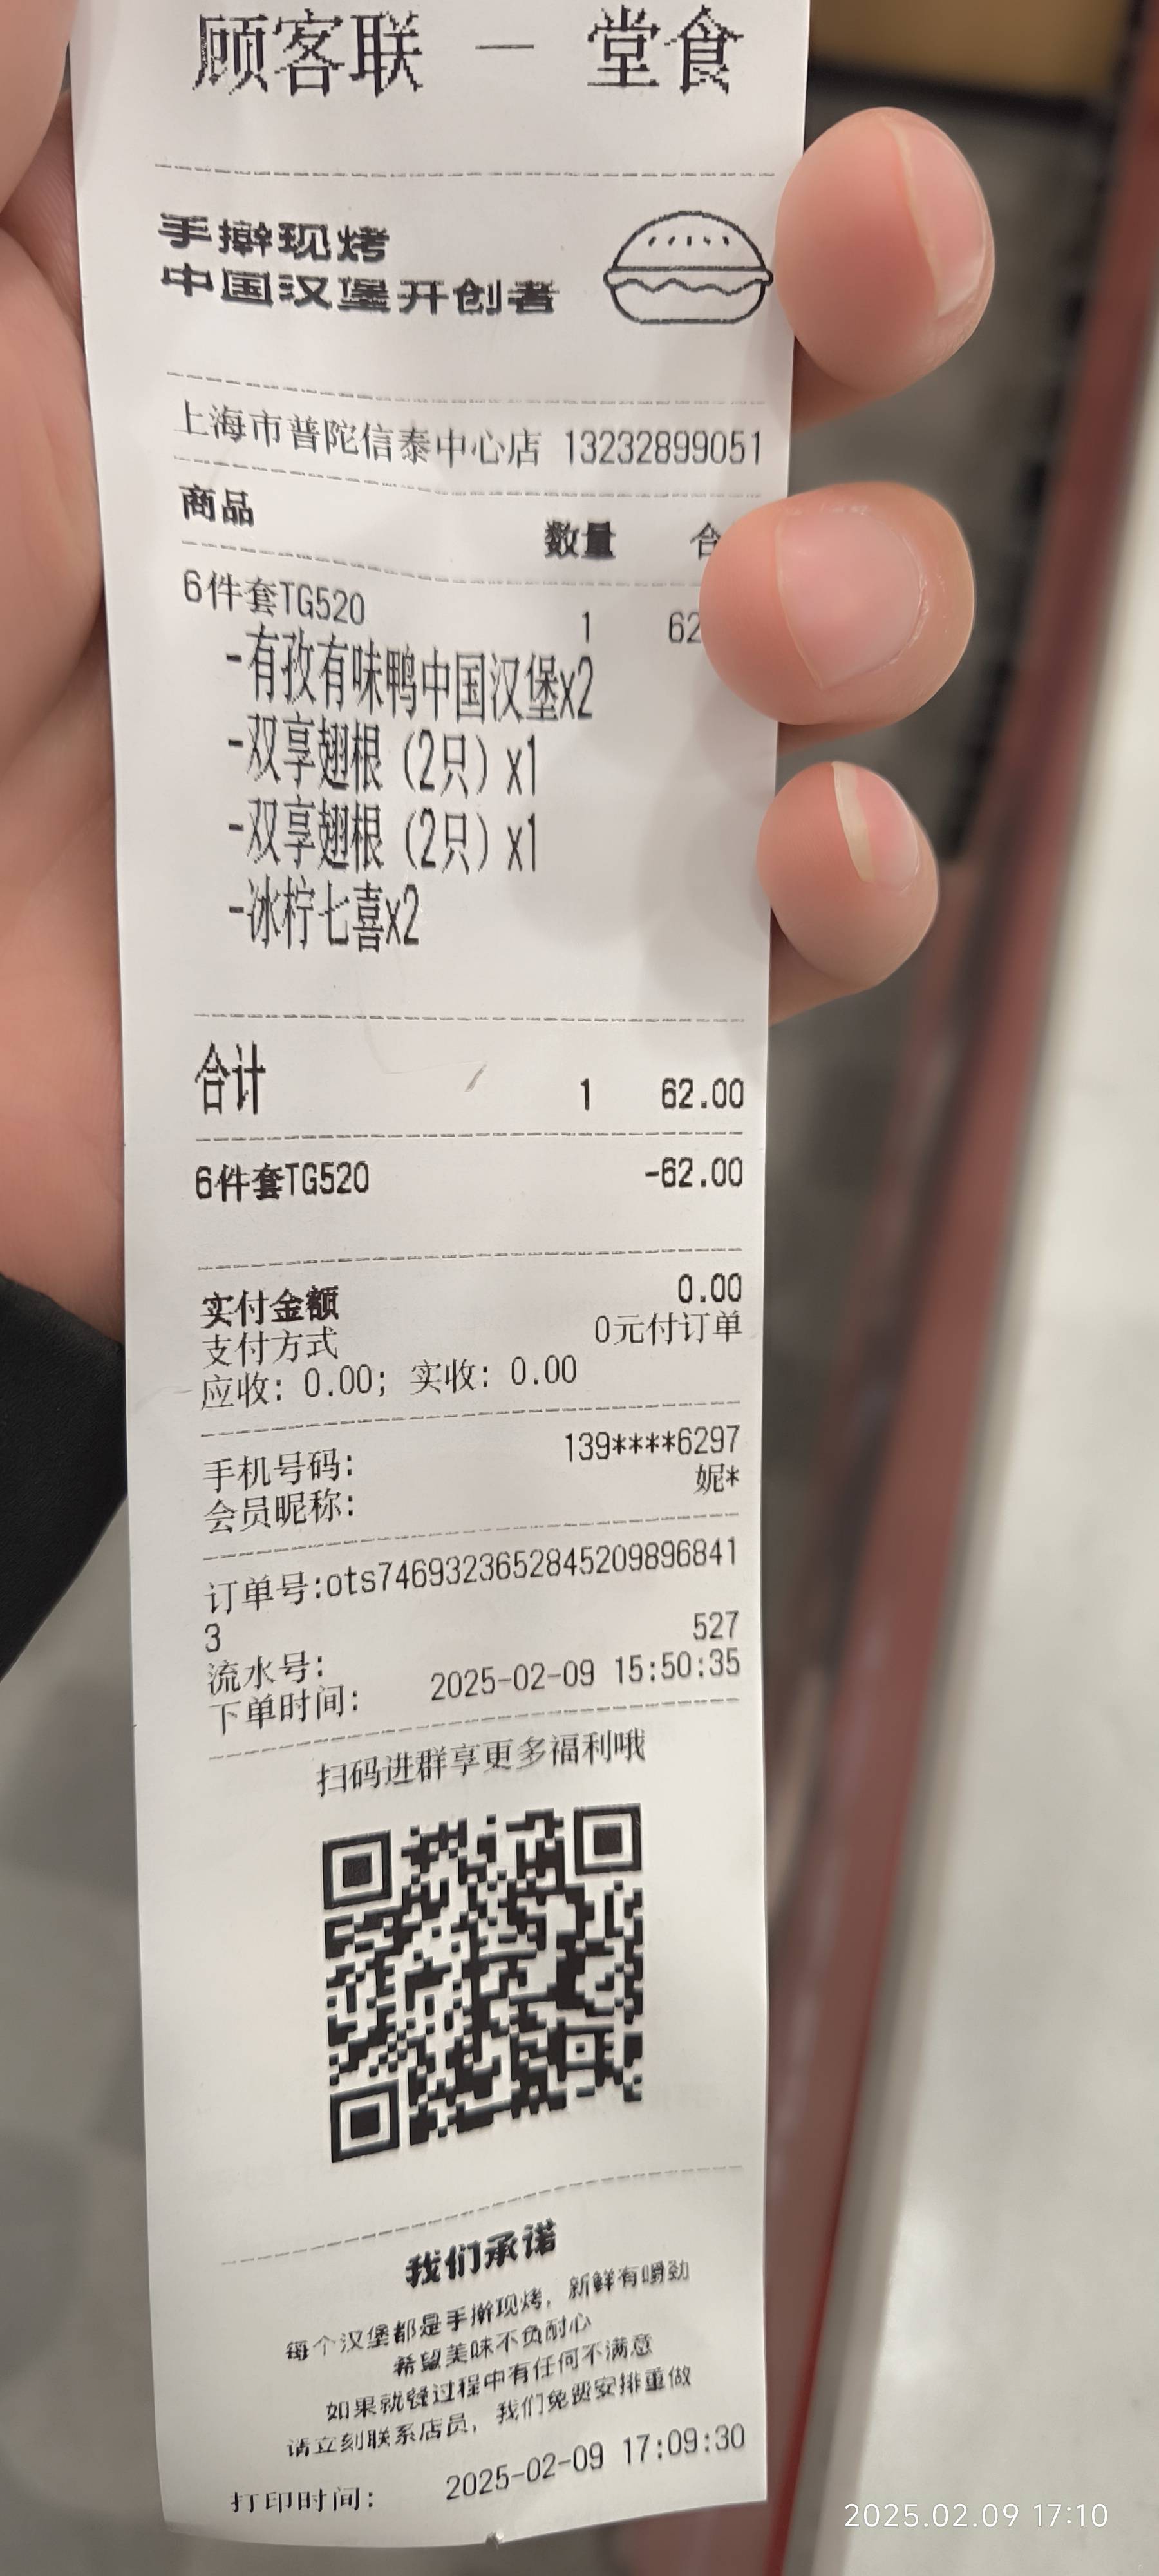 顾客联 — 堂食
手擀现烤
中国汉堡开创者
上海市普陀信泰中心店 13232899051
商品 数量 合
6件套TG520 1 62
-有孜有味鸭中国汉堡x2
-双享翅根（2只）x1
-双享翅根（2只）x1
-冰柠七喜x2
合计 1 62.00
6件套TG520 -62.00
实付金额 0.00
支付方式 0元付订单
应收: 0.00; 实收: 0.00
手机号码: 139****6297
会员昵称: 妮*
订单号:ots7469323652845209896841
3
流水号: 527
下单时间: 2025-02-09 15:50:35
扫码进群享更多福利哦
我们承诺
每个汉堡都是手擀现烤，新鲜有嚼劲
希望美味不负耐心
如果就餐过程中有任何不满意
请立刻联系店员，我们免费安排重做
打印时间: 2025-02-09 17:09:30
2025.02.09 17:10